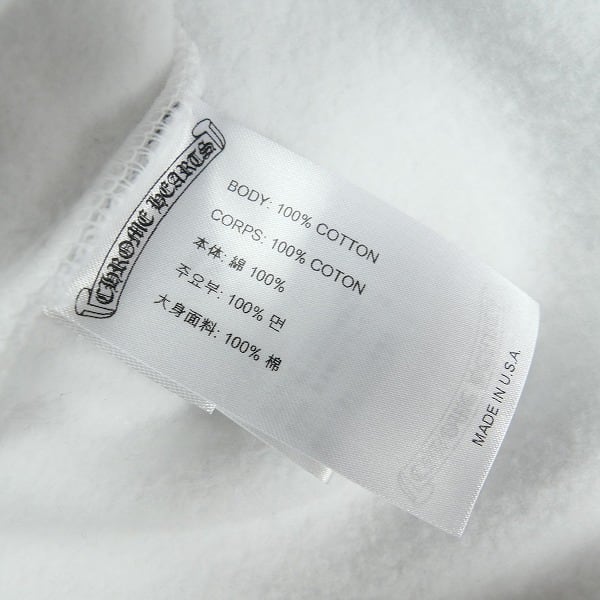 CHROME HEARTS
BODY: 100% COTTON
CORPS: 100% COTON
本体: 綿 100%
주요부: 100% 면
大身面料: 100% 棉
MADE IN U.S.A.